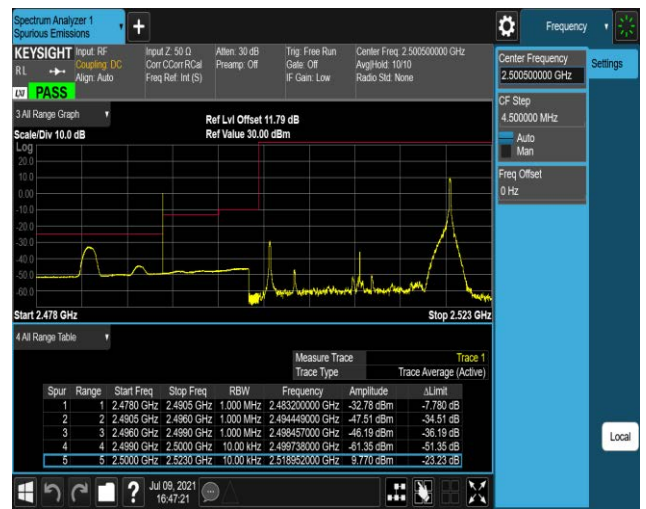 Spectrum Analyzer 1
Spurious Emissions
Frequency
KEYSIGHT Input: RF Input Z: 50 Ω Atten: 30 dB Trig: Free Run Center Freq: 2.500500000 GHz
RL Coupling: DC Corr CCorr RCal Preamp: Off Gate: Off Avg|Hold: 10/10
Align: Auto Freq Ref: Int (S) IF Gain: Low Radio Std: None
LXI PASS
Center Frequency
2.500500000 GHz
Settings
CF Step
4.500000 MHz
Auto
Man
Freq Offset
0 Hz
3 All Range Graph
Ref Lvl Offset 11.79 dB
Scale/Div 10.0 dB Ref Value 30.00 dBm
Log
20.0
10.0
0.00
-10.0
-20.0
-30.0
-40.0
-50.0
-60.0
Start 2.478 GHz Stop 2.523 GHz
4 All Range Table
Measure Trace Trace 1
Trace Type Trace Average (Active)
Spur Range Start Freq Stop Freq RBW Frequency Amplitude ΔLimit
1 1 2.4780 GHz 2.4905 GHz 1.000 MHz 2.483200000 GHz -32.78 dBm -7.780 dB
2 2 2.4905 GHz 2.4960 GHz 1.000 MHz 2.494449000 GHz -47.51 dBm -34.51 dB
3 3 2.4960 GHz 2.4990 GHz 1.000 MHz 2.498457000 GHz -46.19 dBm -36.19 dB
4 4 2.4990 GHz 2.5000 GHz 10.00 kHz 2.499738000 GHz -61.35 dBm -51.35 dB
5 5 2.5000 GHz 2.5230 GHz 10.00 kHz 2.518952000 GHz 9.770 dBm -23.23 dB
Local
? Jul 09, 2021
16:47:21